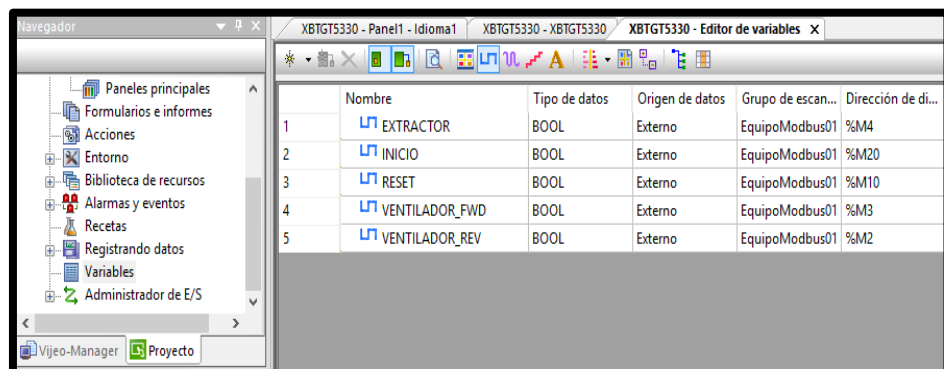 Navegador
Paneles principales
Formularios e informes
Acciones
Entorno
Biblioteca de recursos
Alarmas y eventos
Recetas
Registrando datos
Variables
Administrador de E/S
Vijeo-Manager Proyecto
XBTGT5330 - Panel1 - Idioma1 XBTGT5330 - XBTGT5330 XBTGT5330 - Editor de variables X
Nombre Tipo de datos Origen de datos Grupo de escan... Dirección de di...
1 EXTRACTOR BOOL Externo EquipoModbus01 %M4
2 INICIO BOOL Externo EquipoModbus01 %M20
3 RESET BOOL Externo EquipoModbus01 %M10
4 VENTILADOR_FWD BOOL Externo EquipoModbus01 %M3
5 VENTILADOR_REV BOOL Externo EquipoModbus01 %M2